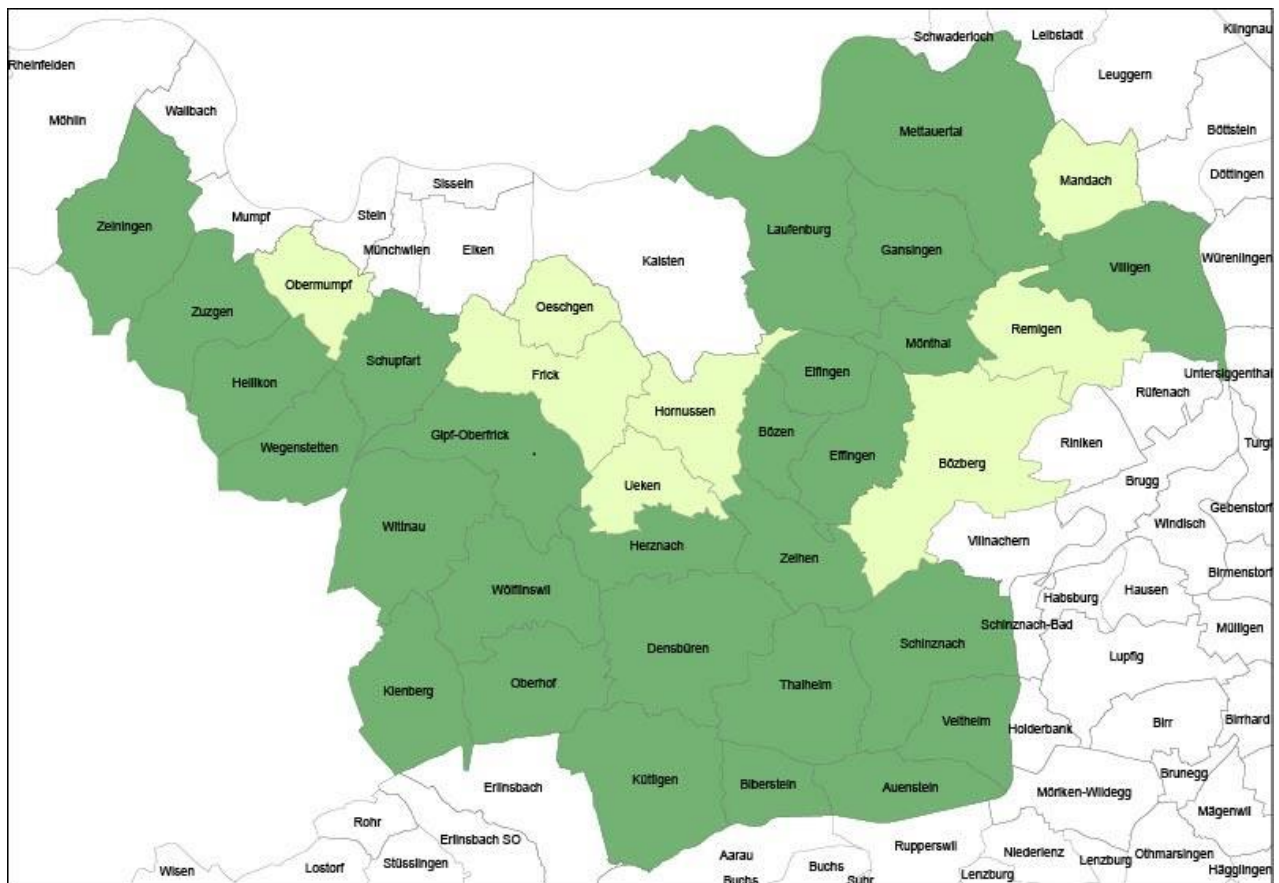 Schwaderloch
Leibstadt
Klingnau
Rheinfelden
Leuggern
Wallbach
Möhlin
Mettauertal
Böttstein
Mandach
Döttingen
Sisseln
Mumpf
Stein
Zeiningen
Laufenburg
Münchwilen
Eiken
Gansingen
Kaisten
Würenlingen
Villigen
Obermumpf
Oeschgen
Zuzgen
Remigen
Mönthal
Schupfart
Frick
Elfingen
Untersiggenthal
Hellikon
Rüfenach
Hornussen
Gipf-Oberfrick
Bözen
Wegenstetten
Riniken
Turgi
Effingen
Bözberg
Ueken
Brugg
Gebenstorf
Wittnau
Windisch
Herznach
Villnachern
Zeihen
Birmenstorf
Wölflinswil
Hausen
Habsburg
Schinznach-Bad
Mülligen
Schinznach
Densbüren
Lupfig
Oberhof
Thalheim
Kienberg
Veltheim
Holderbank
Birr
Birrhard
Brunegg
Küttigen
Biberstein
Auenstein
Erlinsbach
Möriken-Wildegg
Mägenwil
Rohr
Erlinsbach SO
Rupperswil
Niederlenz
Othmarsingen
Aarau
Lenzburg
Stüsslingen
Buchs
Lostorf
Wisen
Hägglingen
Lenzburg
Buchs
Suhr